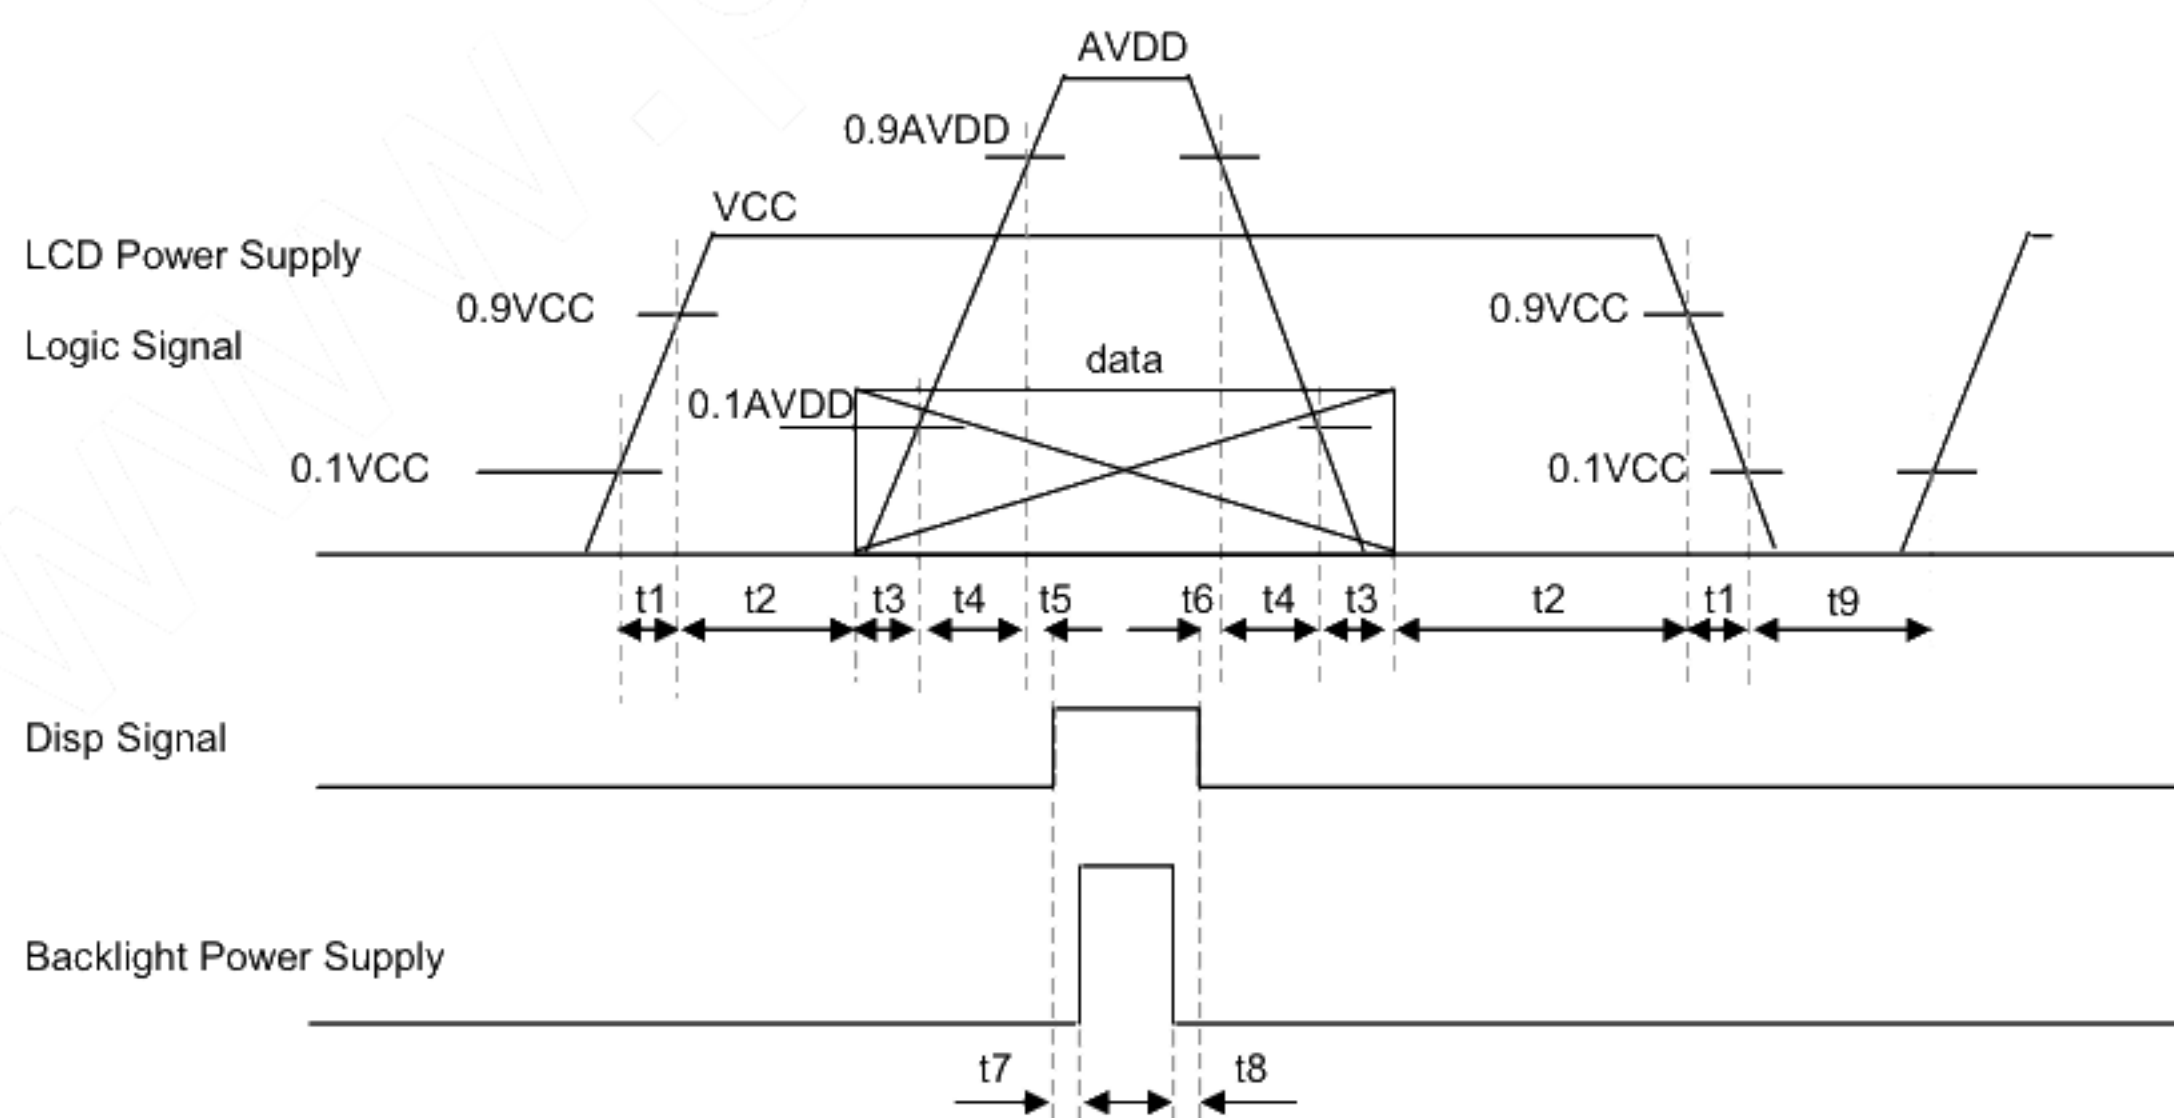 AVDD
0.9AVDD
VCC
LCD Power Supply
0.9VCC
0.9VCC
Logic Signal
data
0.1AVDD
0.1VCC
0.1VCC
t1 t2 t3 t4 t5 t6 t4 t3 t2 t1 t9
Disp Signal
Backlight Power Supply
t7 t8